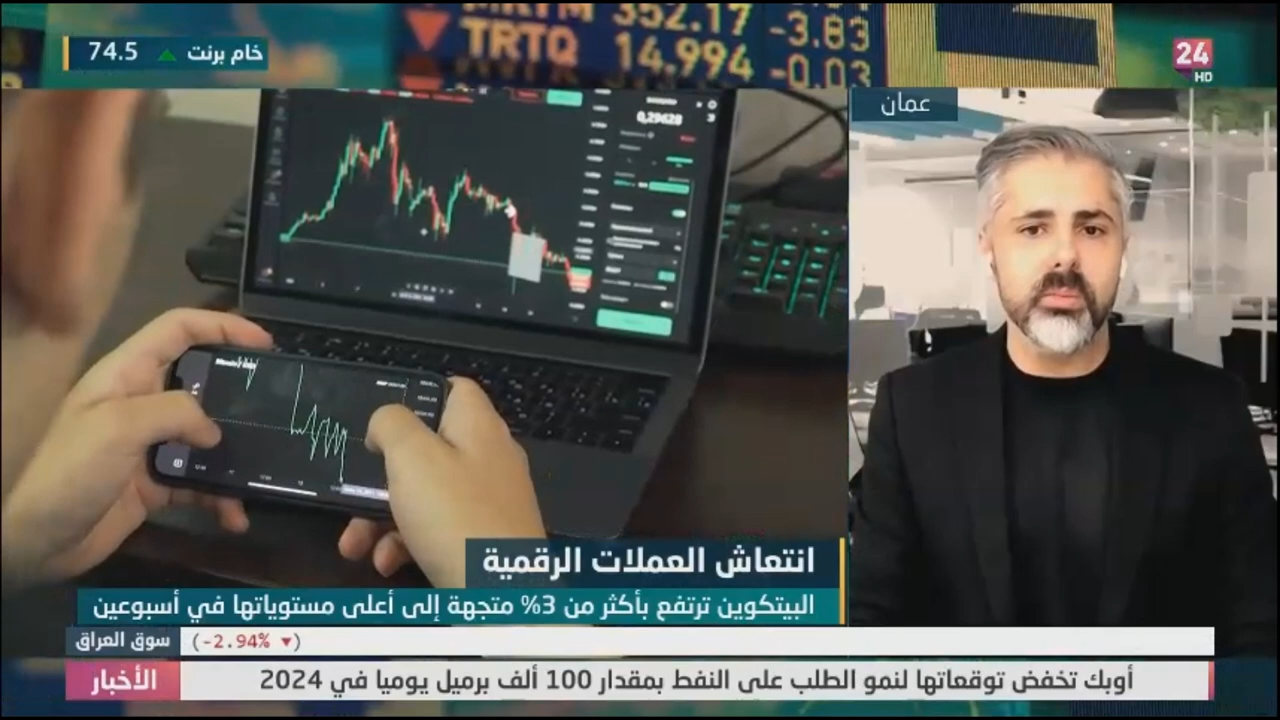 352.17 -3.83
TRTQ 14.994 -0.03
خام برنت 74.5
24
HD
عمان
0,29628
انتعاش العملات الرقمية
البيتكوين ترتفع بأكثر من 3% متجهة إلى أعلى مستوياتها في أسبوعين
سوق العراق (-2.94% ▼)
الأخبار
أوبك تخفض توقعاتها لنمو الطلب على النفط بمقدار 100 ألف برميل يوميا في 2024